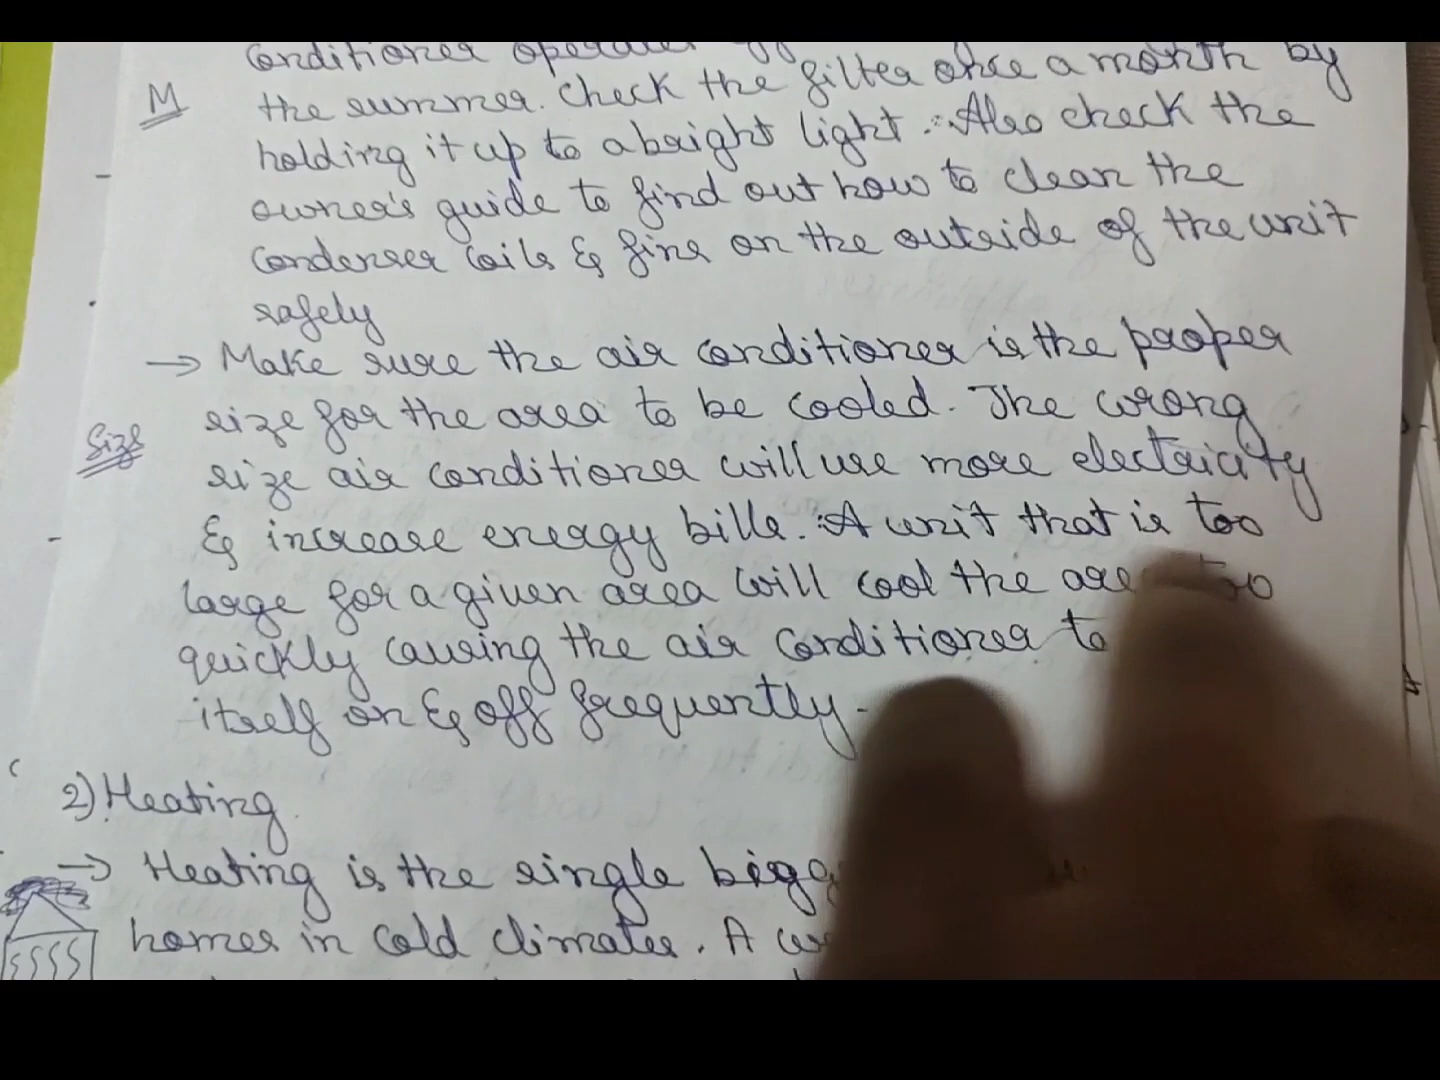 Conditioner operates
M
the summer. Check the filter once a month by
holding it up to a bright light. Also check the
owner's guide to find out how to clean the
condenser coils & fins on the outside of the unit
safely
→ Make sure the air conditioner is the proper
size for the area to be cooled. The wrong
Size
size air conditioner will use more electricity
& increase energy bills. A unit that is too
large for a given area will cool the area too
quickly causing the air conditioner to
itself on & off frequently.
2) Heating.
→ Heating is the single
homes in cold climates. A